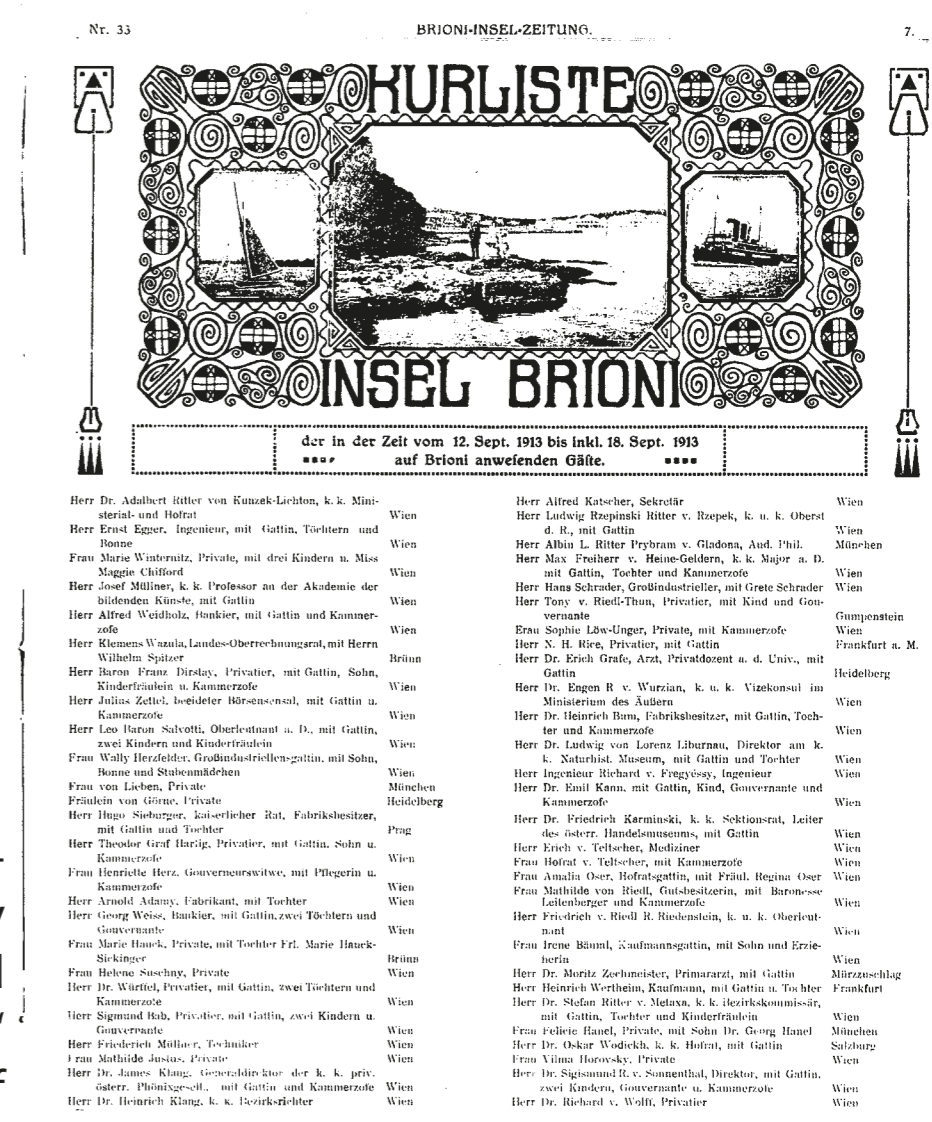 Nr. 33
BRIONI-INSEL-ZEITUNG.
7.
KURLISTE
INSEL BRIONI
der in der Zeit vom 12. Sept. 1913 bis inkl. 18. Sept. 1913
auf Brioni anwesenden Gäste.
Herr Dr. Adalbert Ritter von Kunzek-Lichton, k. k. Mini-
sterial- und Hofrat Wien
Herr Ernst Egger, Ingenieur, mit Gattin, Töchtern und
Bonne Wien
Frau Marie Winternitz, Private, mit drei Kindern u. Miss
Maggie Chifford Wien
Herr Josef Müllner, k. k. Professor an der Akademie der
bildenden Künste, mit Gattin Wien
Herr Alfred Weidholz, Bankier, mit Gattin und Kammer-
zofe Wien
Herr Klemens Wazula, Landes-Oberrechnungsrat, mit Herrn
Wilhelm Spitzer Brünn
Herr Baron Franz Dirstay, Privatier, mit Gattin, Sohn,
Kinderfräulein u. Kammerzofe Wien
Herr Julius Zettel, beeideter Börsensensal, mit Gattin u.
Kammerzofe Wien
Herr Leo Baron Salvotti, Oberleutnant a. D., mit Gattin,
zwei Kindern und Kinderfräulein Wien
Frau Wally Herzfelder, Großindustriellensgattin, mit Sohn,
Bonne und Stubenmädchen Wien
Frau von Lieben, Private München
Fräulein von Görne, Private Heidelberg
Herr Hugo Sieburger, kaiserlicher Rat, Fabriksbesitzer,
mit Gattin und Tochter Prag
Herr Theodor Graf Hartig, Privatier, mit Gattin, Sohn u.
Kammerzofe Wien
Frau Henriette Herz, Gouverneurswitwe, mit Pflegerin u.
Kammerzofe Wien
Herr Arnold Adamy, Fabrikant, mit Tochter Wien
Herr Georg Weiss, Bankier, mit Gattin, zwei Töchtern und
Gouvernante Wien
Frau Marie Hauck, Private, mit Tochter Frl. Marie Hauck-
Sickinger Brünn
Frau Helene Suschny, Private Wien
Herr Dr. Württel, Privatier, mit Gattin, zwei Töchtern und
Kammerzofe Wien
Herr Sigmund Bab, Privatier, mit Gattin, zwei Kindern u.
Gouvernante Wien
Herr Friederich Müllner, Techniker Wien
Frau Mathilde Justus, Private Wien
Herr Dr. James Klang, Generaldirektor der k. k. priv.
österr. Phönixgesell., mit Gattin und Kammerzofe Wien
Herr Dr. Heinrich Klang, k. k. Bezirksrichter Wien
Herr Alfred Katscher, Sekretär Wien
Herr Ludwig Rzepinski Ritter v. Rzepek, k. u. k. Oberst
d. R., mit Gattin Wien
Herr Albin L. Ritter Prybram v. Gladona, Aud. Phil. München
Herr Max Freiherr v. Heine-Geldern, k. k. Major a. D.
mit Gattin, Tochter und Kammerzofe Wien
Herr Hans Schrader, Großindustrieller, mit Grete Schrader Wien
Herr Tony v. Riedl-Thun, Privatier, mit Kind und Gou-
vernante Gumpenstein
Erau Sophie Löw-Unger, Private, mit Kammerzofe Wien
Herr N. H. Rice, Privatier, mit Gattin Frankfurt a. M.
Herr Dr. Erich Grafe, Arzt, Privatdozent a. d. Univ., mit
Gattin Heidelberg
Herr Dr. Engen R v. Wurzian, k. u. k. Vizekonsul im
Ministerium des Äußern Wien
Herr Dr. Heinrich Bum, Fabriksbesitzer, mit Gattin, Toch-
ter und Kammerzofe Wien
Herr Dr. Ludwig von Lorenz Liburnau, Direktor am k.
k. Naturhist. Museum, mit Gattin und Tochter Wien
Herr Ingenieur Richard v. Fregyéssy, Ingenieur Wien
Herr Dr. Emil Kann, mit Gattin, Kind, Gouvernante und
Kammerzofe Wien
Herr Dr. Friedrich Karminski, k. k. Sektionsrat, Leiter
des österr. Handelsmuseums, mit Gattin Wien
Herr Erich v. Teltscher, Mediziner Wien
Frau Hofrat v. Teltscher, mit Kammerzofe Wien
Frau Amalia Oser, Hofratsgattin, mit Fräul. Regina Oser Wien
Frau Mathilde von Riedl, Gutsbesitzerin, mit Baronesse
Leitenberger und Kammerzofe Wien
Herr Friedrich v. Riedl R. Riedenstein, k. u. k. Oberleut-
nant Wien
Frau Irene Bäuml, Kaufmannsgattin, mit Sohn und Erzie-
herin Wien
Herr Dr. Moritz Zechmeister, Primararzt, mit Gattin Mürzzuschlag
Herr Heinrich Wertheim, Kaufmann, mit Gattin u. Tochter Frankfurt
Herr Dr. Stefan Ritter v. Metaxa, k. k. Bezirkskommissär,
mit Gattin, Tochter und Kinderfräulein Wien
Frau Felicie Hanel, Private, mit Sohn Dr. Georg Hanel München
Herr Dr. Oskar Wodickh, k. k. Hofrat, mit Gattin Salzburg
Frau Vilma Horovsky, Private Wien
Herr Dr. Sigismund R. v. Sonnenthal, Direktor, mit Gattin,
zwei Kindern, Gouvernante u. Kammerzofe Wien
Herr Dr. Richard v. Wolff, Privatier Wien